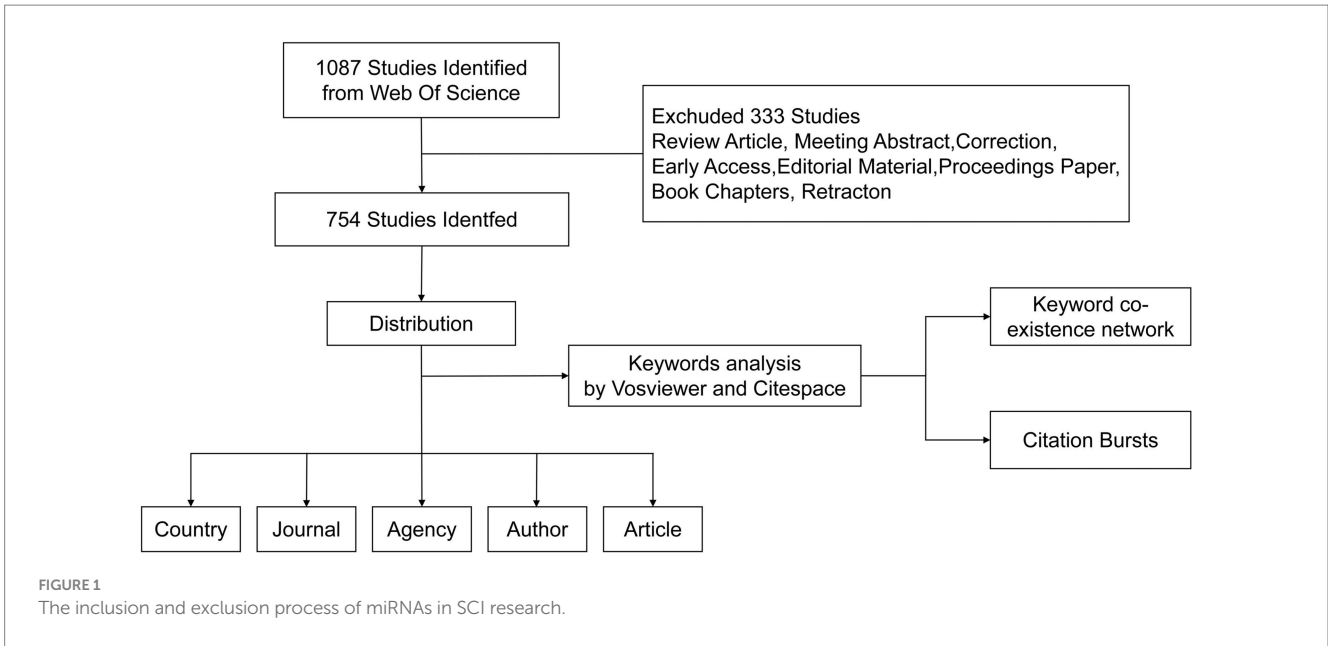 1087 Studies Identified
from Web Of Science
Exchuded 333 Studies
Review Article, Meeting Abstract,Correction,
Early Access,Editorial Material,Proceedings Paper,
Book Chapters, Retracton
754 Studies Identfed
Distribution
Keywords analysis
by Vosviewer and Citespace
Keyword co-
existence network
Citation Bursts
Country
Journal
Agency
Author
Article
FIGURE 1
The inclusion and exclusion process of miRNAs in SCI research.